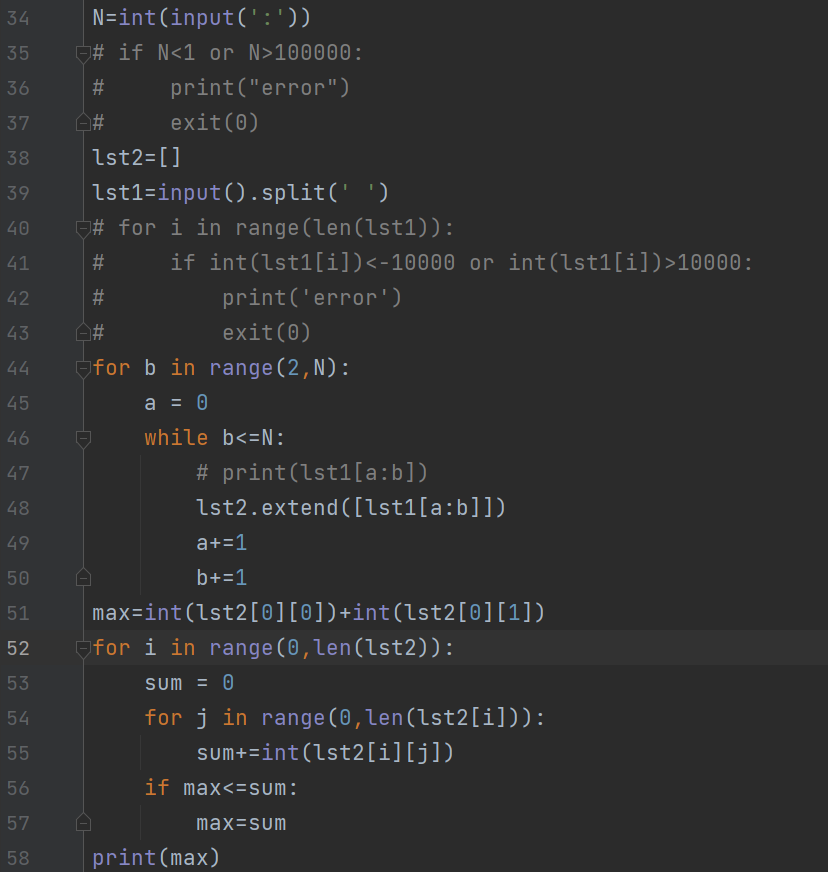 34 N=int(input(':'))
35 # if N<1 or N>100000:
36 #     print("error")
37 #     exit(0)
38 lst2=[]
39 lst1=input().split(' ')
40 # for i in range(len(lst1)):
41 #     if int(lst1[i])<-10000 or int(lst1[i])>10000:
42 #         print('error')
43 #         exit(0)
44 for b in range(2,N):
45     a = 0
46     while b<=N:
47         # print(lst1[a:b])
48         lst2.extend([lst1[a:b]])
49         a+=1
50         b+=1
51 max=int(lst2[0][0])+int(lst2[0][1])
52 for i in range(0,len(lst2)):
53     sum = 0
54     for j in range(0,len(lst2[i])):
55         sum+=int(lst2[i][j])
56     if max<=sum:
57         max=sum
58 print(max)